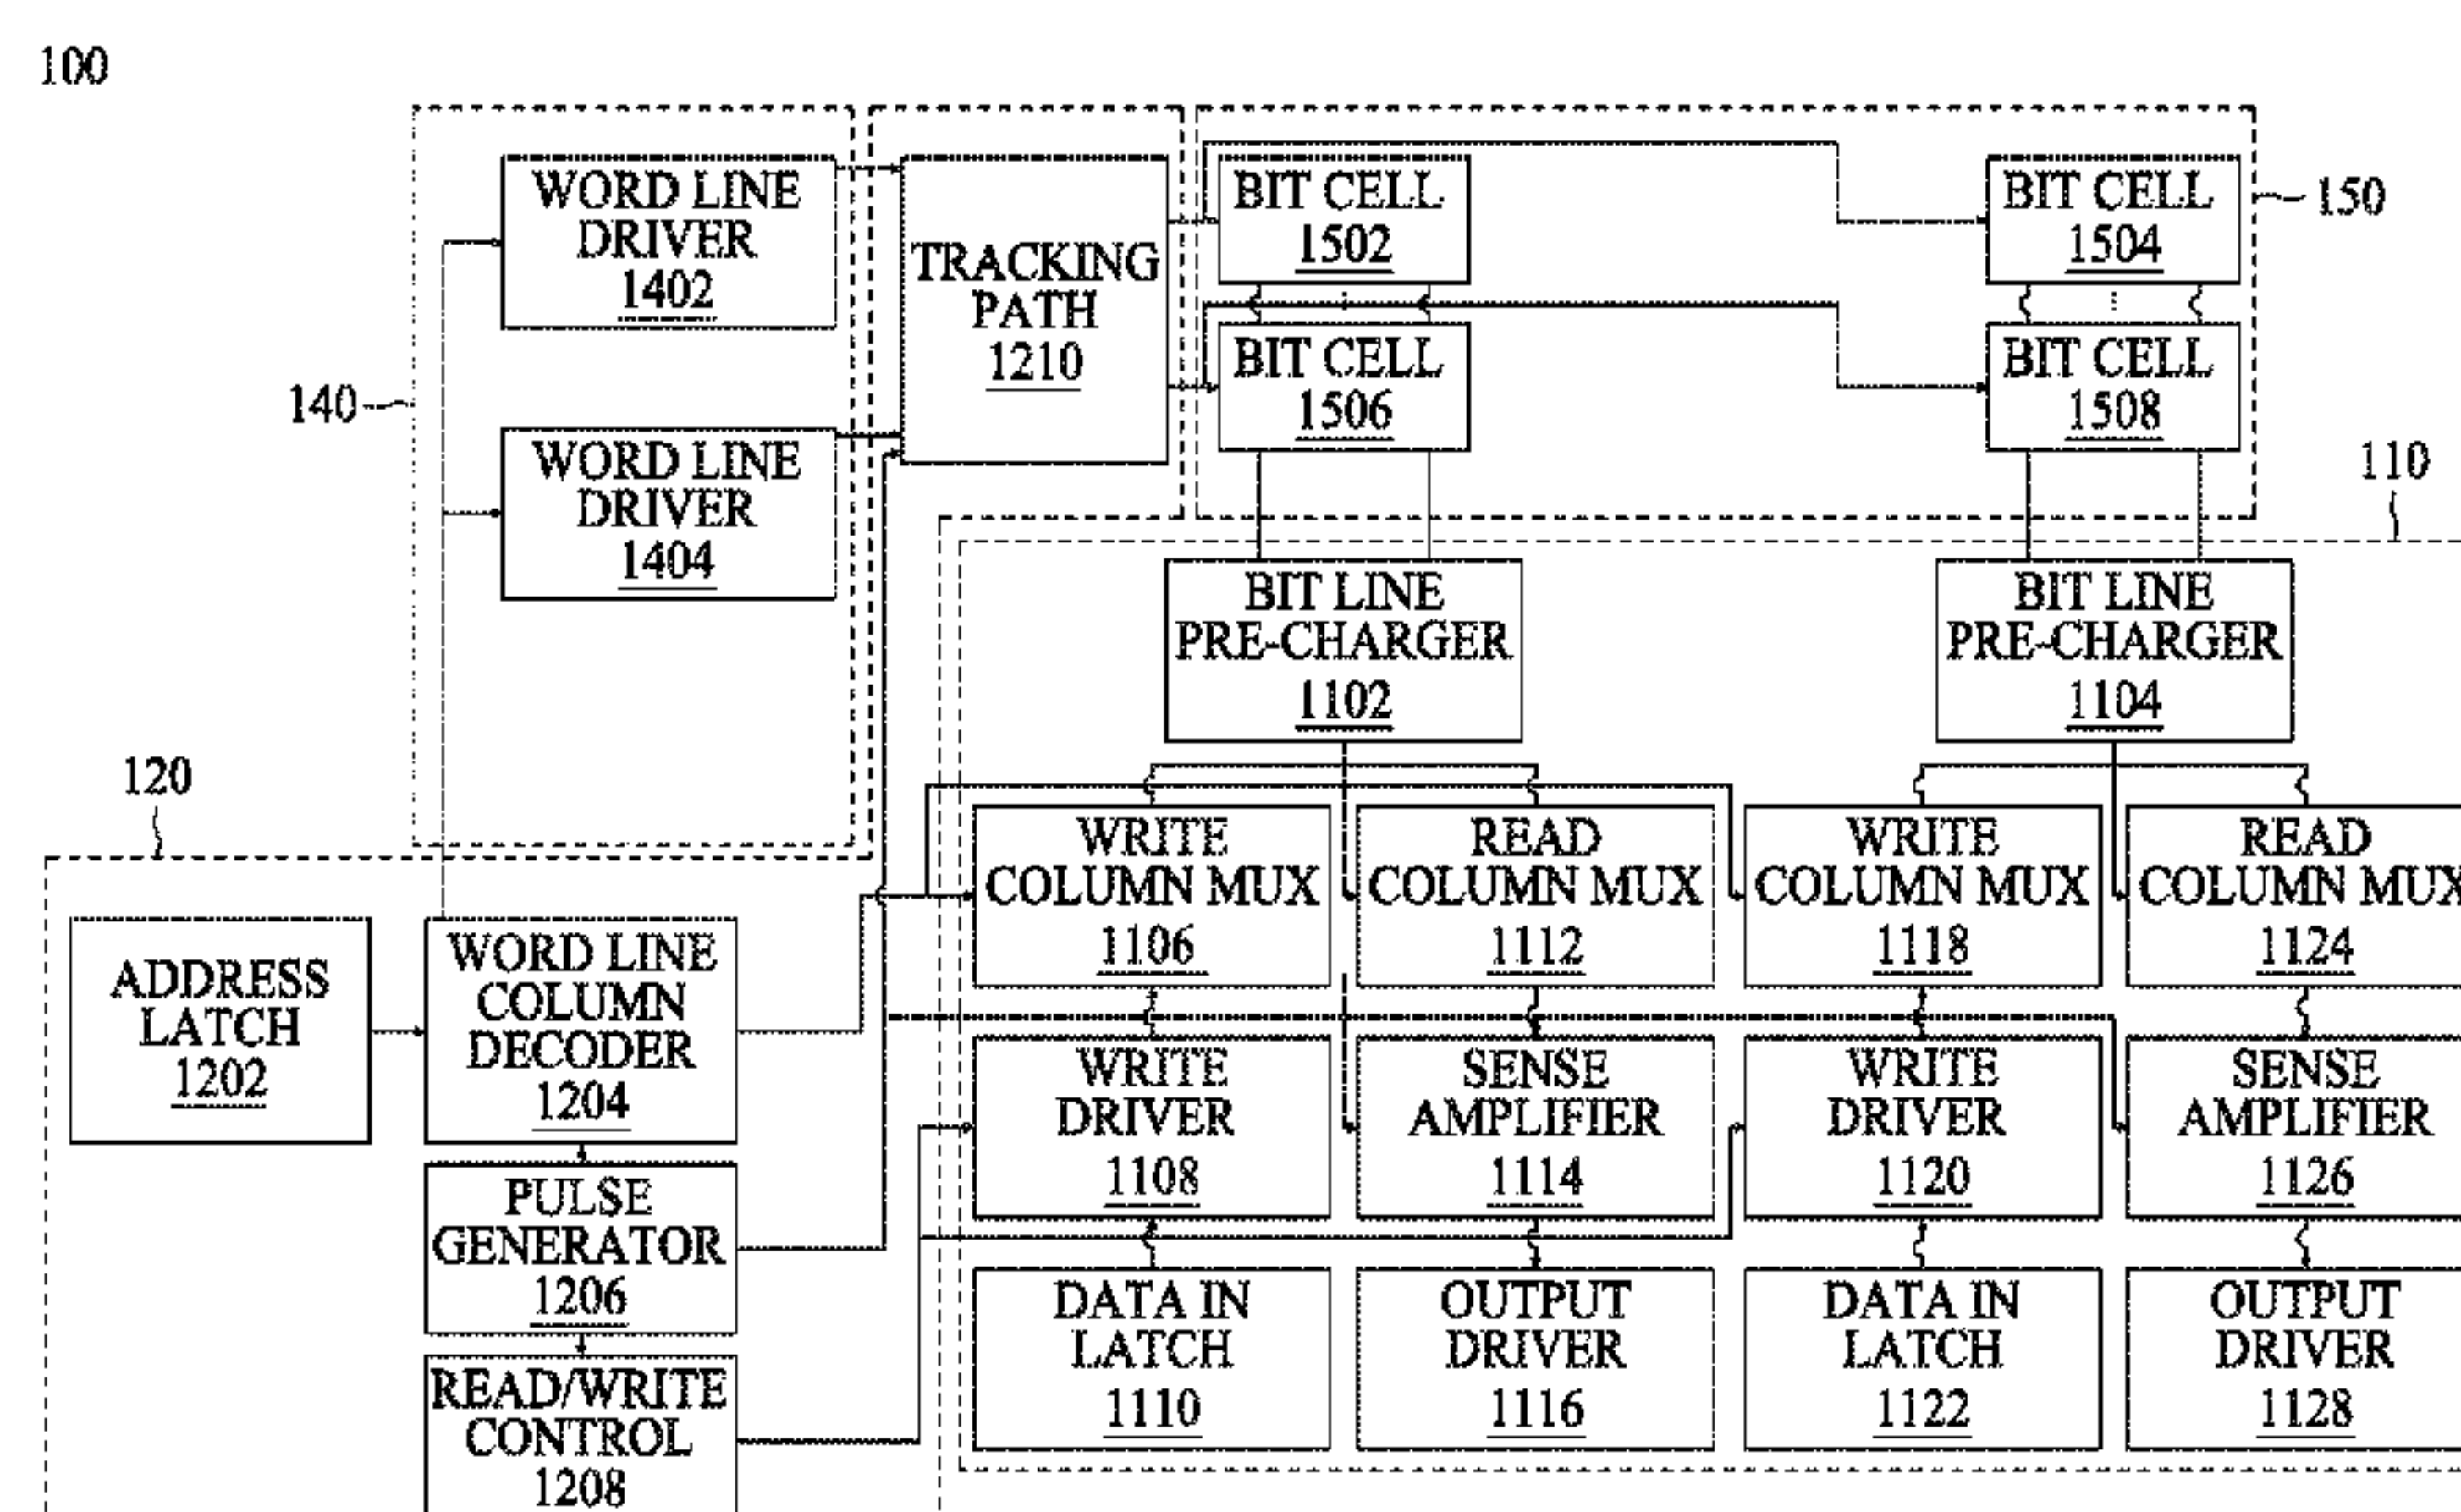 100
WORD LINE
DRIVER
1402
WORD LINE
DRIVER
1404
140
TRACKING
PATH
1210
BIT CELL
1502
BIT CELL
1504
150
BIT CELL
1506
BIT CELL
1508
110
BIT LINE
PRE-CHARGER
1102
BIT LINE
PRE-CHARGER
1104
120
ADDRESS
LATCH
1202
WORD LINE
COLUMN
DECODER
1204
PULSE
GENERATOR
1206
READ/WRITE
CONTROL
1208
WRITE
COLUMN MUX
1106
READ
COLUMN MUX
1112
WRITE
COLUMN MUX
1118
READ
COLUMN MUX
1124
WRITE
DRIVER
1108
SENSE
AMPLIFIER
1114
WRITE
DRIVER
1120
SENSE
AMPLIFIER
1126
DATA IN
LATCH
1110
OUTPUT
DRIVER
1116
DATA IN
LATCH
1122
OUTPUT
DRIVER
1128